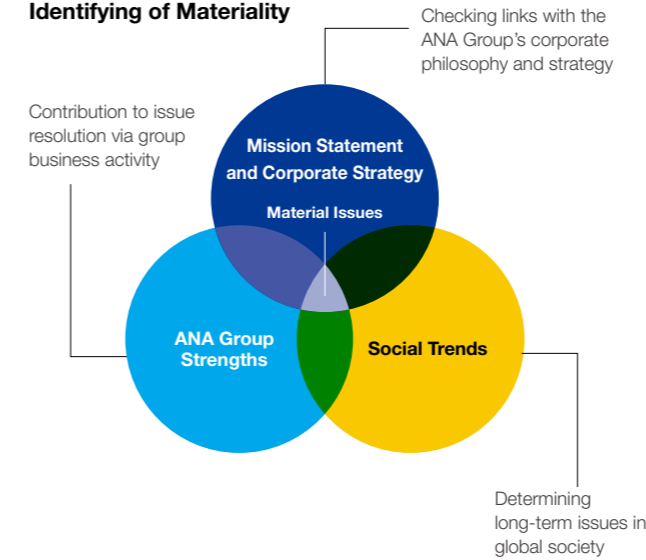 Identifying of Materiality
Checking links with the
ANA Group's corporate
philosophy and strategy
Contribution to issue
resolution via group
business activity
Mission Statement
and Corporate Strategy
Material Issues
ANA Group
Strengths
Social Trends
Determining
long-term issues in
global society